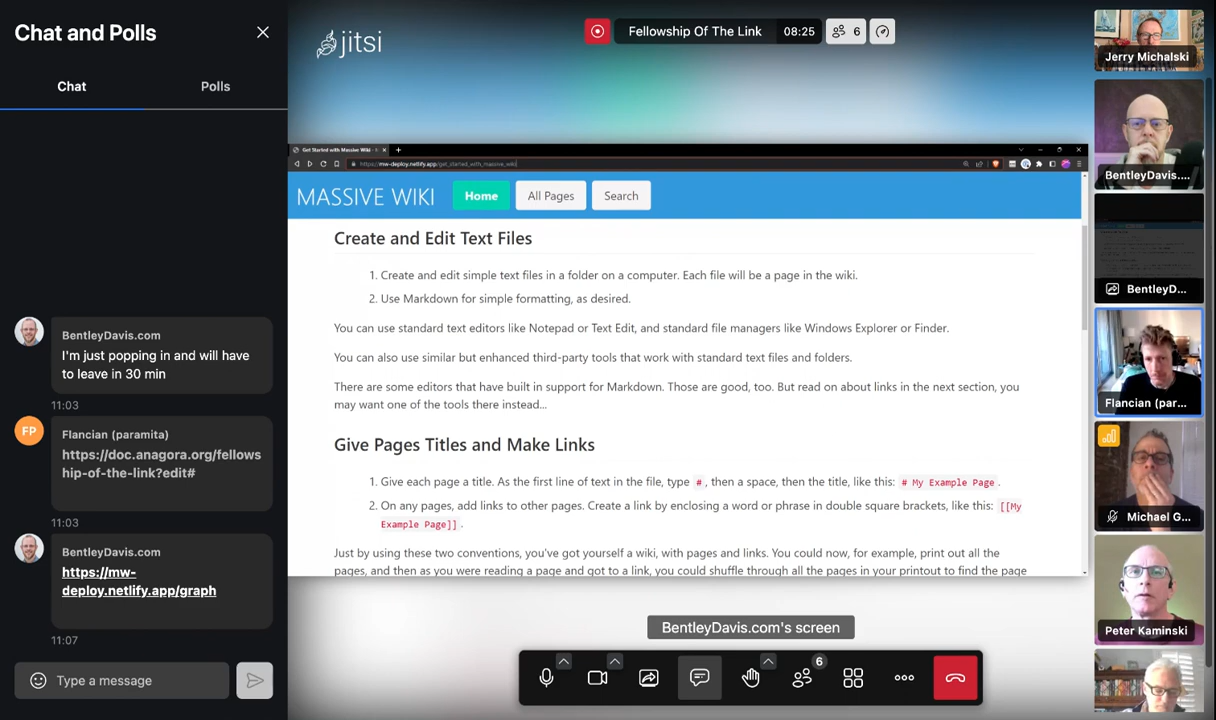 Chat and Polls
Chat
Polls
BentleyDavis.com
I'm just popping in and will have
to leave in 30 min
11:03
FP
Flancian (paramita)
https://doc.anagora.org/fellows
hip-of-the-link?edit#
11:03
BentleyDavis.com
https://mw-
deploy.netlify.app/graph
11:07
Type a message
jitsi
Fellowship Of The Link
08:25
6
Get Started with Massive Wiki
https://mw-deploy.netlify.app/get_started_with_massive_wiki
MASSIVE WIKI
Home
All Pages
Search
Create and Edit Text Files
1. Create and edit simple text files in a folder on a computer. Each file will be a page in the wiki.
2. Use Markdown for simple formatting, as desired.
You can use standard text editors like Notepad or Text Edit, and standard file managers like Windows Explorer or Finder.
You can also use similar but enhanced third-party tools that work with standard text files and folders.
There are some editors that have built in support for Markdown. Those are good, too. But read on about links in the next section, you
may want one of the tools there instead...
Give Pages Titles and Make Links
1. Give each page a title. As the first line of text in the file, type #, then a space, then the title, like this: # My Example Page.
2. On any pages, add links to other pages. Create a link by enclosing a word or phrase in double square brackets, like this: [[My
Example Page]].
Just by using these two conventions, you've got yourself a wiki, with pages and links. You could now, for example, print out all the
pages, and then as you were reading a page and got to a link, you could shuffle through all the pages in your printout to find the page
BentleyDavis.com's screen
6
Jerry Michalski
BentleyDavis....
BentleyD...
Flancian (par...
Michael G...
Peter Kaminski